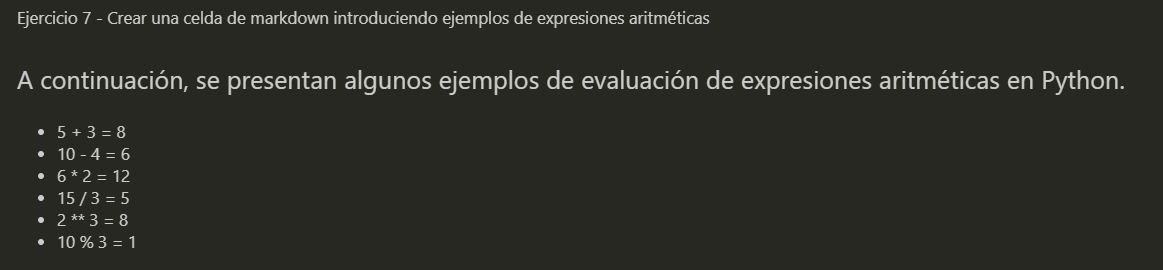 Ejercicio 7 - Crear una celda de markdown introduciendo ejemplos de expresiones aritméticas
A continuación, se presentan algunos ejemplos de evaluación de expresiones aritméticas en Python.
• 5 + 3 = 8
• 10 - 4 = 6
• 6 * 2 = 12
• 15 / 3 = 5
• 2 ** 3 = 8
• 10 % 3 = 1